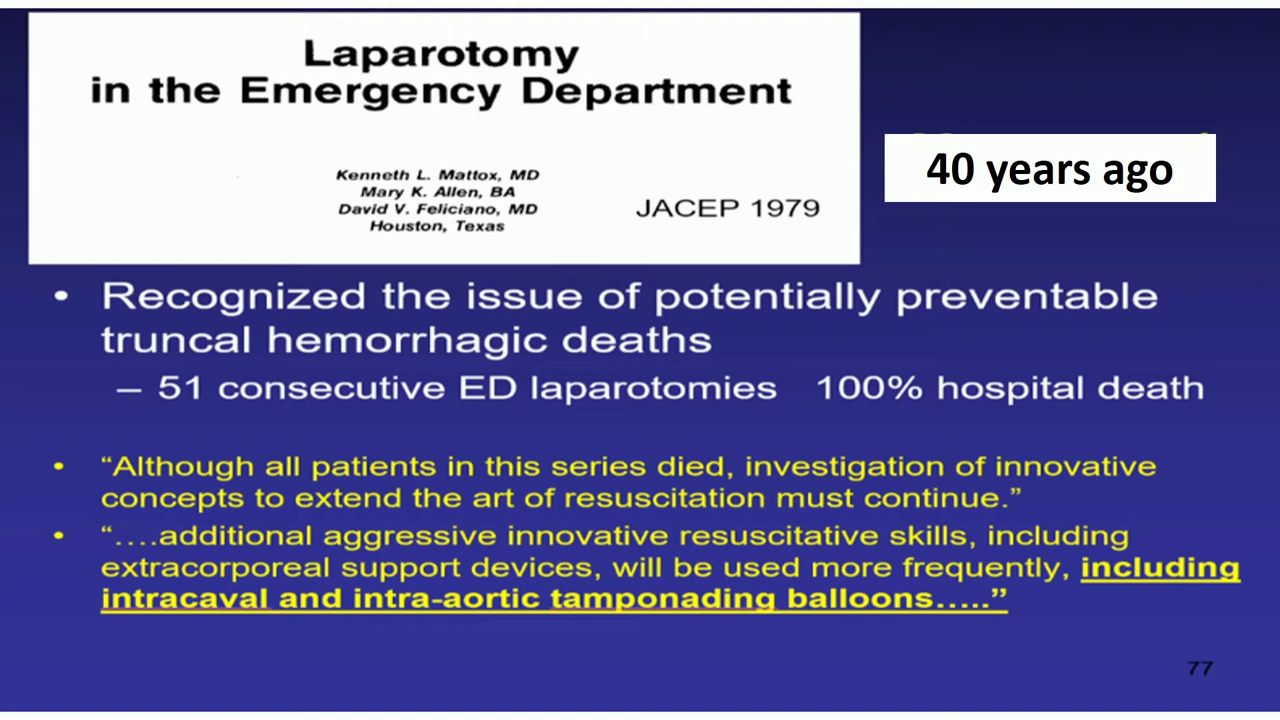 Laparotomy
in the Emergency Department
Kenneth L. Mattox, MD
Mary K. Allen, BA
David V. Feliciano, MD
Houston, Texas
JACEP 1979
40 years ago
• Recognized the issue of potentially preventable
truncal hemorrhagic deaths
– 51 consecutive ED laparotomies 100% hospital death
• “Although all patients in this series died, investigation of innovative
concepts to extend the art of resuscitation must continue.”
• “….additional aggressive innovative resuscitative skills, including
extracorporeal support devices, will be used more frequently, including
intracaval and intra-aortic tamponading balloons…..”
77